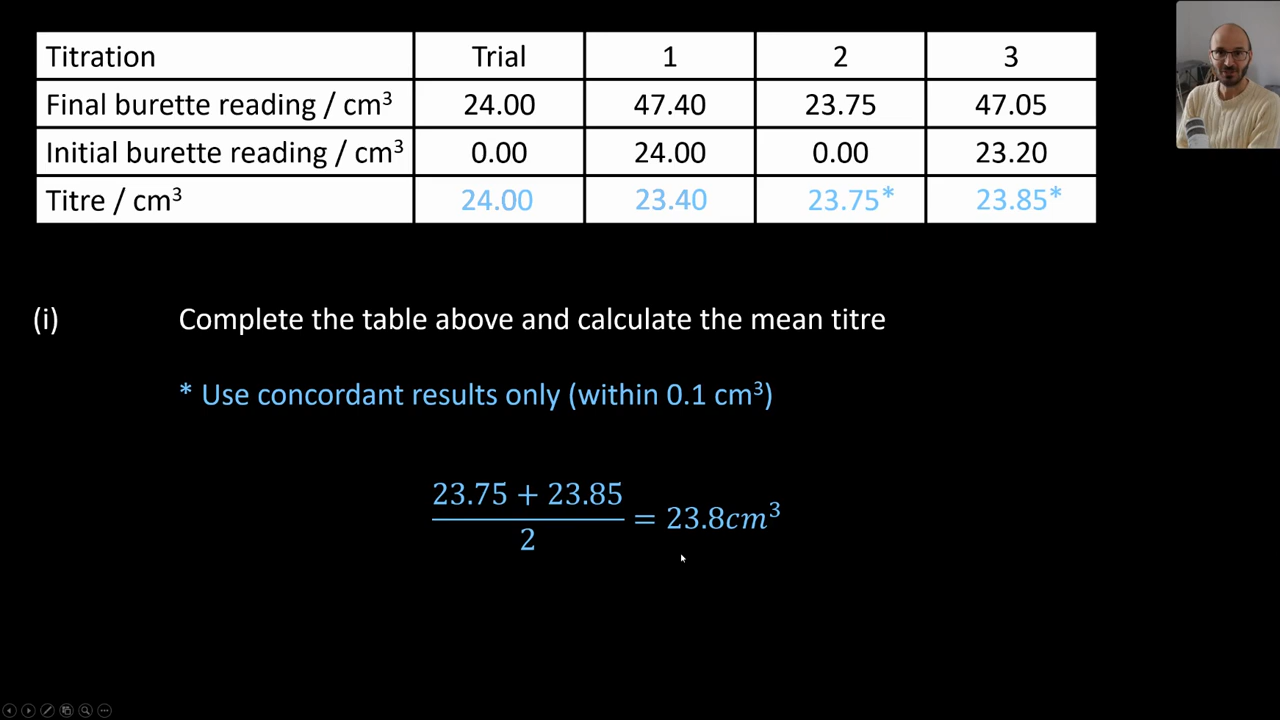 Titration Trial 1 2 3
Final burette reading / cm³ 24.00 47.40 23.75 47.05
Initial burette reading / cm³ 0.00 24.00 0.00 23.20
Titre / cm³ 24.00 23.40 23.75* 23.85*
(i) Complete the table above and calculate the mean titre
* Use concordant results only (within 0.1 cm³)
23.75 + 23.85
2
= 23.8cm³